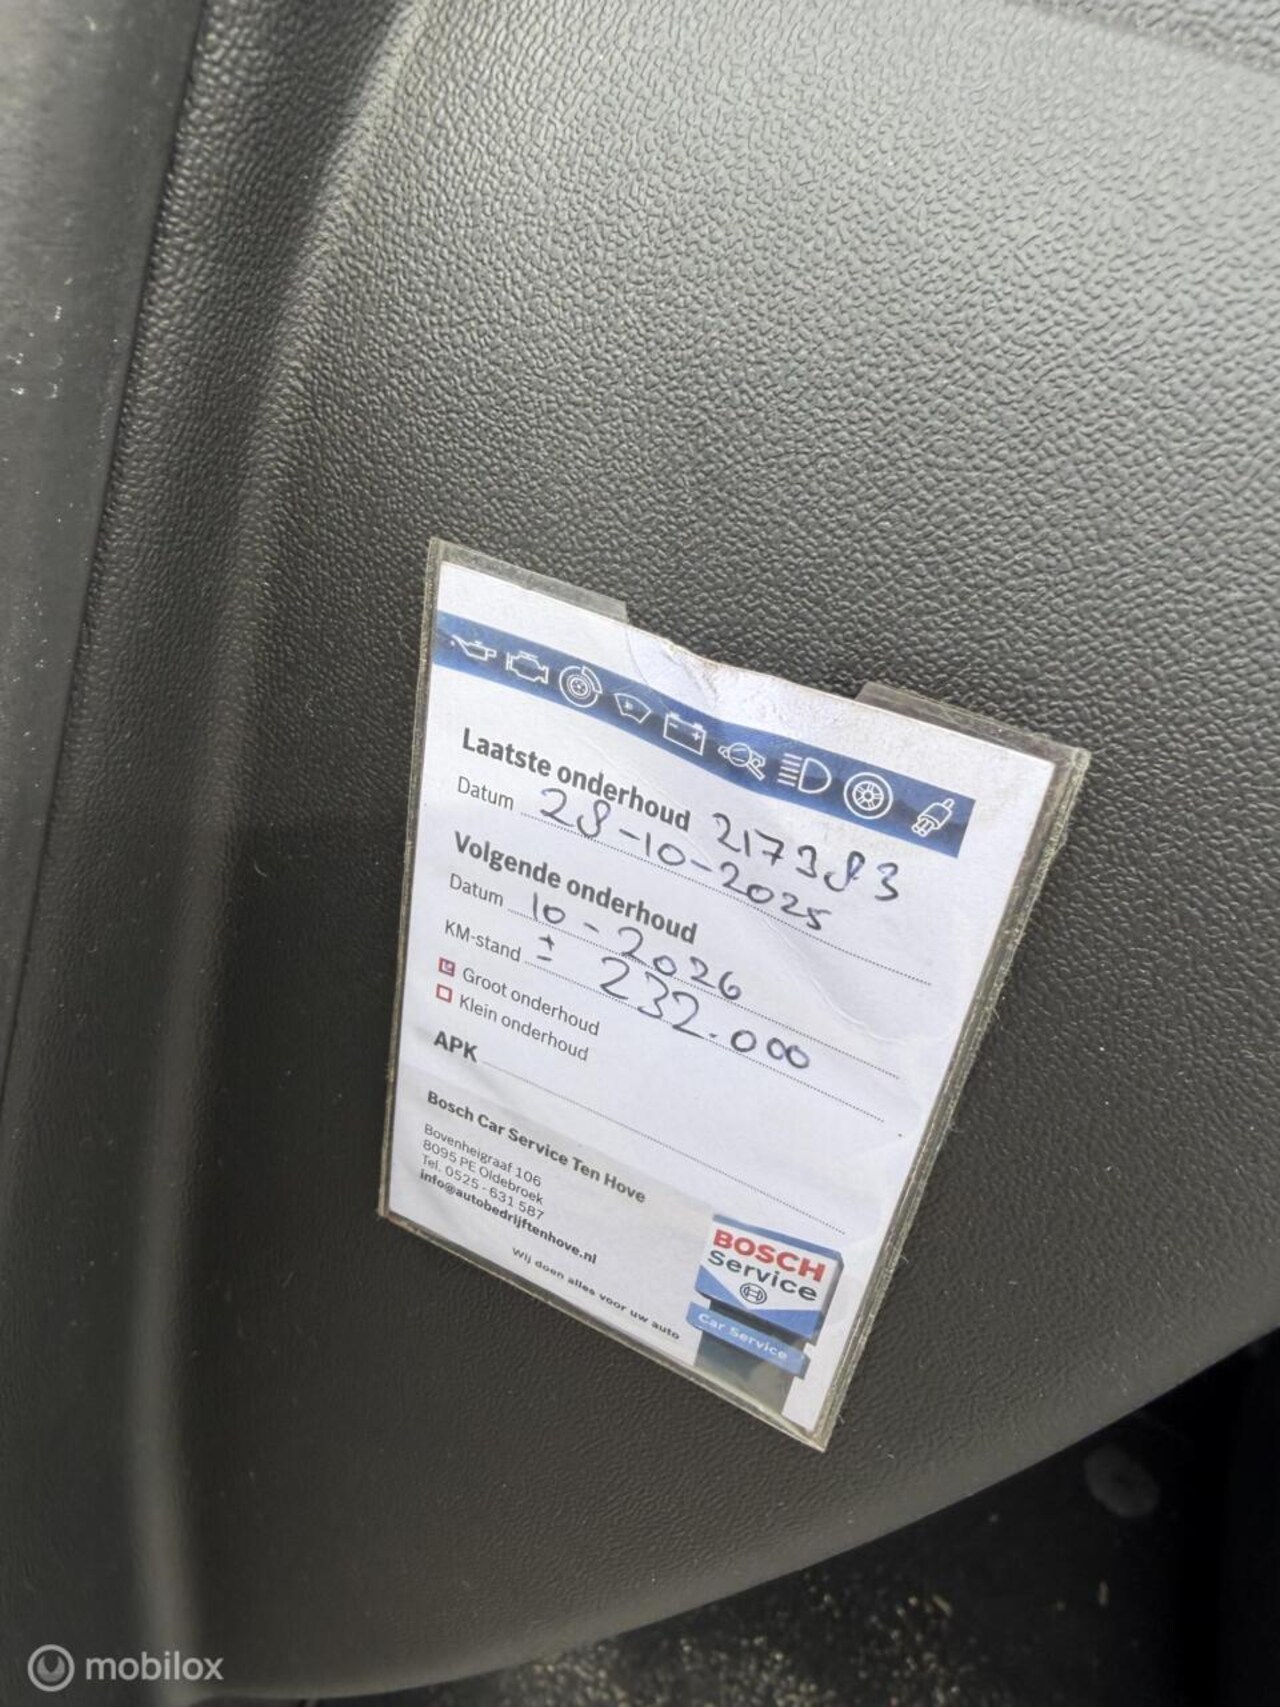 Laatste onderhoud 217383
Datum 28-10-2025
Volgende onderhoud
Datum 10-2026
KM-stand ± 232.000
Groot onderhoud
Klein onderhoud
APK
Bosch Car Service Ten Hove
Bovenheigraaf 106
8095 PE Oldebroek
Tel. 0525 - 631 587
info@autobedrijftenhove.nl
Wij doen alles voor uw auto
BOSCH
Service
Car Service
mobilox